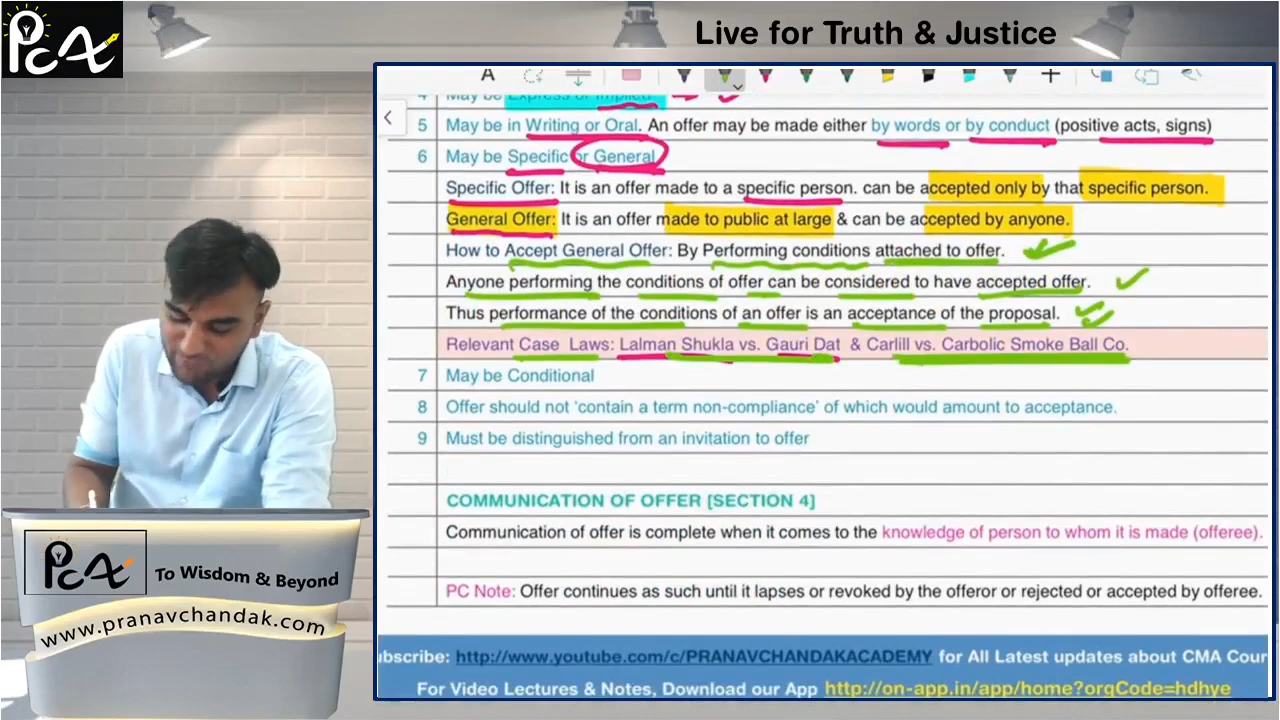 PCA
Live for Truth & Justice
A
4 May be Express or Implied.
5 May be in Writing or Oral. An offer may be made either by words or by conduct (positive acts, signs)
6 May be Specific or General
Specific Offer: It is an offer made to a specific person. can be accepted only by that specific person.
General Offer: It is an offer made to public at large & can be accepted by anyone.
How to Accept General Offer: By Performing conditions attached to offer.
Anyone performing the conditions of offer can be considered to have accepted offer.
Thus performance of the conditions of an offer is an acceptance of the proposal.
Relevant Case Laws: Lalman Shukla vs. Gauri Dat & Carlill vs. Carbolic Smoke Ball Co.
7 May be Conditional
8 Offer should not 'contain a term non-compliance' of which would amount to acceptance.
9 Must be distinguished from an invitation to offer
COMMUNICATION OF OFFER [SECTION 4]
Communication of offer is complete when it comes to the knowledge of person to whom it is made (offeree).
PC Note: Offer continues as such until it lapses or revoked by the offeror or rejected or accepted by offeree.
ubscribe: http://www.youtube.com/c/PRANAVCHANDAKACADEMY for All Latest updates about CMA Cour
For Video Lectures & Notes, Download our App http://on-app.in/app/home?orgCode=hdhye
PCA To Wisdom & Beyond
www.pranavchandak.com